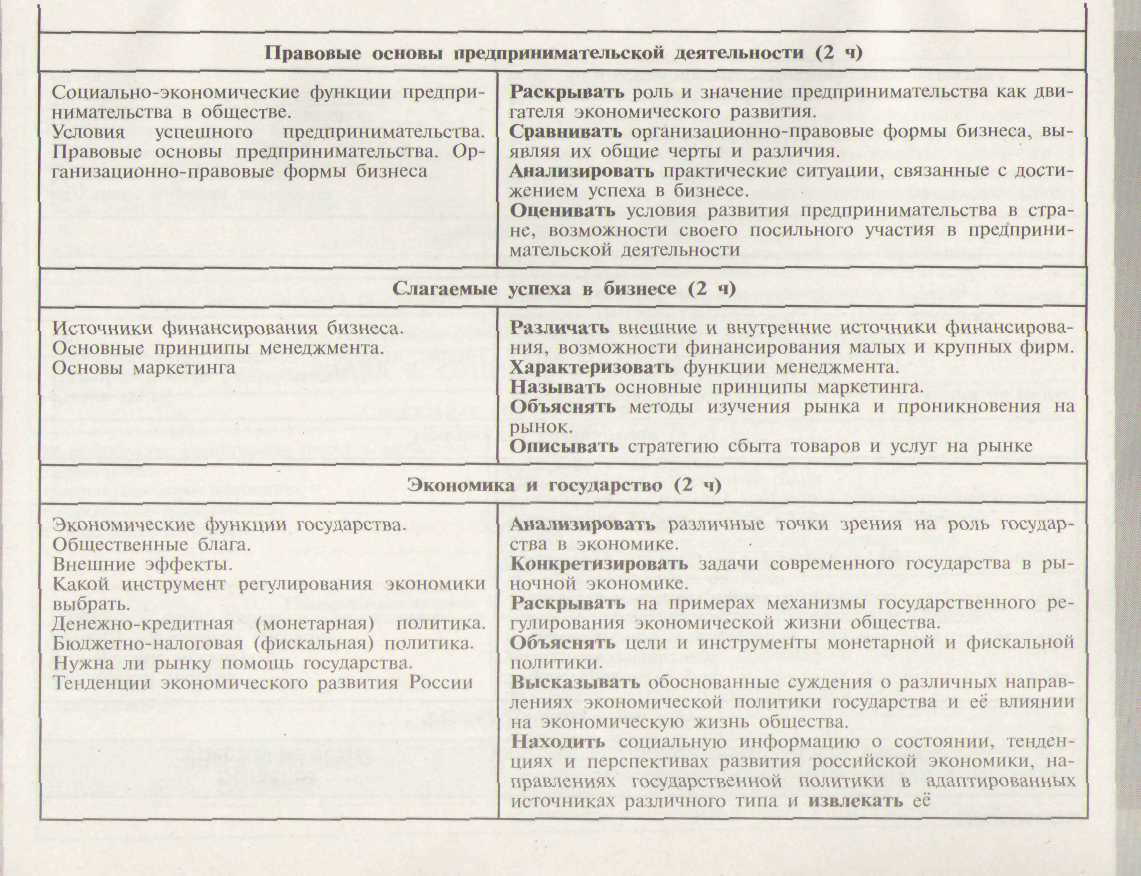 Правовые основы предпринимательской деятельности (2 ч)
Социально-экономические функции предпри-
нимательства в обществе.
Условия успешного предпринимательства.
Правовые основы предпринимательства. Ор-
ганизационно-правовые формы бизнеса
Раскрывать роль и значение предпринимательства как дви-
гателя экономического развития.
Сравнивать организационно-правовые формы бизнеса, вы-
являя их общие черты и различия.
Анализировать практические ситуации, связанные с дости-
жением успеха в бизнесе.
Оценивать условия развития предпринимательства в стра-
не, возможности своего посильного участия в предприни-
мательской деятельности
Слагаемые успеха в бизнесе (2 ч)
Источники финансирования бизнеса.
Основные принципы менеджмента.
Основы маркетинга
Различать внешние и внутренние источники финансирова-
ния, возможности финансирования малых и крупных фирм.
Характеризовать функции менеджмента.
Называть основные принципы маркетинга.
Объяснять методы изучения рынка и проникновения на
рынок.
Описывать стратегию сбыта товаров и услуг на рынке
Экономика и государство (2 ч)
Экономические функции государства.
Общественные блага.
Внешние эффекты.
Какой инструмент регулирования экономики
выбрать.
Денежно-кредитная (монетарная) политика.
Бюджетно-налоговая (фискальная) политика.
Нужна ли рынку помощь государства.
Тенденции экономического развития России
Анализировать различные точки зрения на роль государ-
ства в экономике.
Конкретизировать задачи современного государства в ры-
ночной экономике.
Раскрывать на примерах механизмы государственного ре-
гулирования экономической жизни общества.
Объяснять цели и инструменты монетарной и фискальной
политики.
Высказывать обоснованные суждения о различных направ-
лениях экономической политики государства и её влиянии
на экономическую жизнь общества.
Находить социальную информацию о состоянии, тенден-
циях и перспективах развития российской экономики, на-
правлениях государственной политики в адаптированных
источниках различного типа и извлекать её